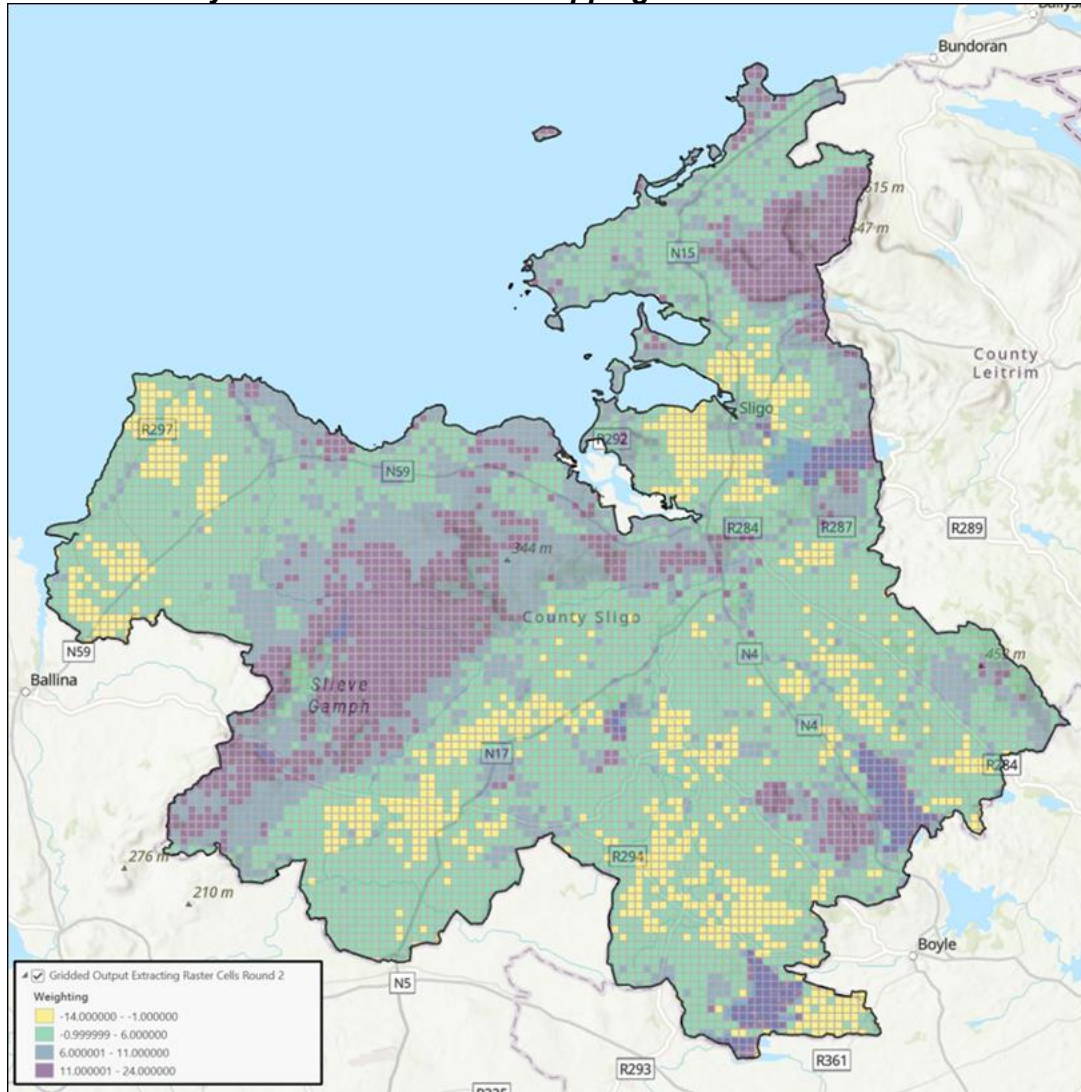 Bundoran
515 m
647 m
N15
County
Leitrim
Sligo
R297
R292
N59
R284
R287
R289
344 m
County Sligo
N59
N4
452 m
Ballina
Slieve
Gamph
N17
N4
R284
276 m
R294
210 m
Boyle
N5
R293
R361
Gridded Output Extracting Raster Cells Round 2
Weighting
-14.000000 - -1.000000
-0.999999 - 6.000000
6.000001 - 11.000000
11.000001 - 24.000000